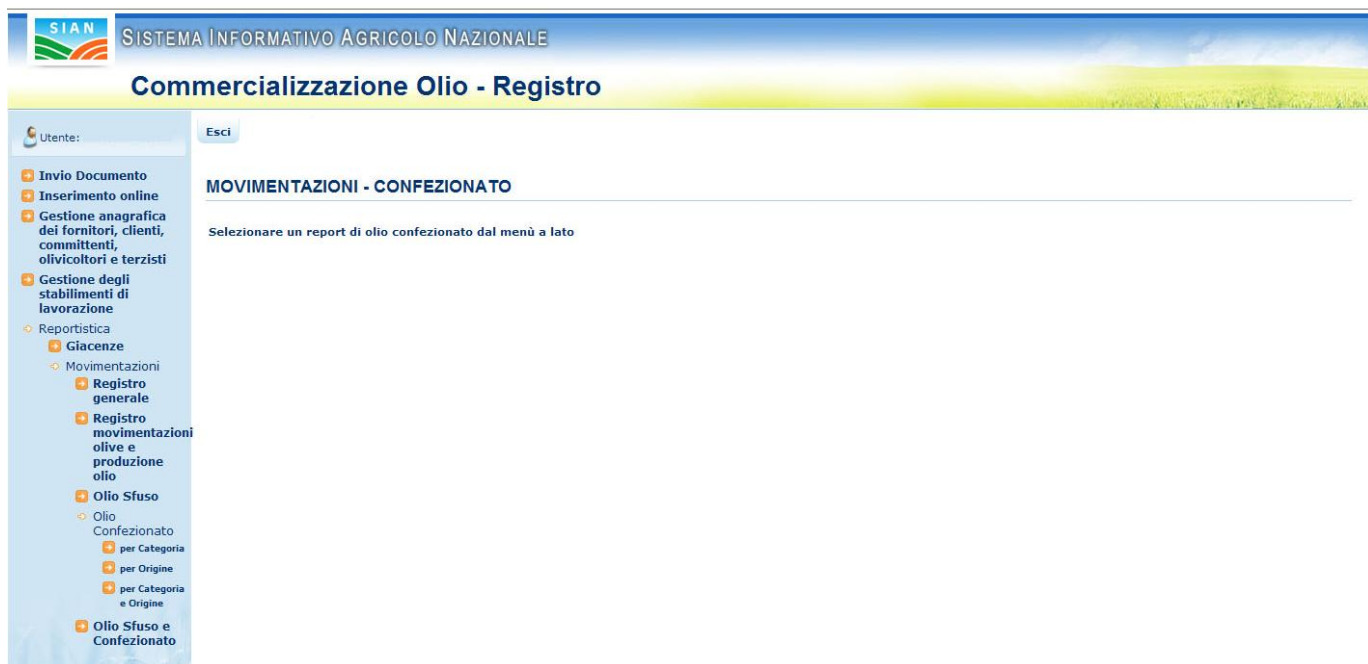 SIAN
SISTEMA INFORMATIVO AGRICOLO NAZIONALE
Commercializzazione Olio - Registro
Utente:
Esci
Invio Documento
Inserimento online
Gestione anagrafica
dei fornitori, clienti,
committenti,
olivicoltori e terzisti
Gestione degli
stabilimenti di
lavorazione
Reportistica
Giacenze
Movimentazioni
Registro
generale
Registro
movimentazioni
olive e
produzione
olio
Olio Sfuso
Olio
Confezionato
per Categoria
per Origine
per Categoria
e Origine
Olio Sfuso e
Confezionato
MOVIMENTAZIONI - CONFEZIONATO
Selezionare un report di olio confezionato dal menù a lato